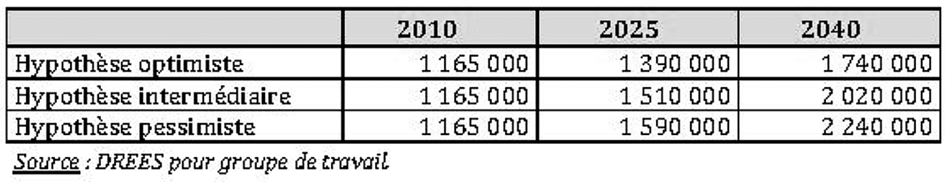 2010 2025 2040
Hypothèse optimiste 1 165 000 1 390 000 1 740 000
Hypothèse intermédiaire 1 165 000 1 510 000 2 020 000
Hypothèse pessimiste 1 165 000 1 590 000 2 240 000
Source : DREES pour groupe de travail